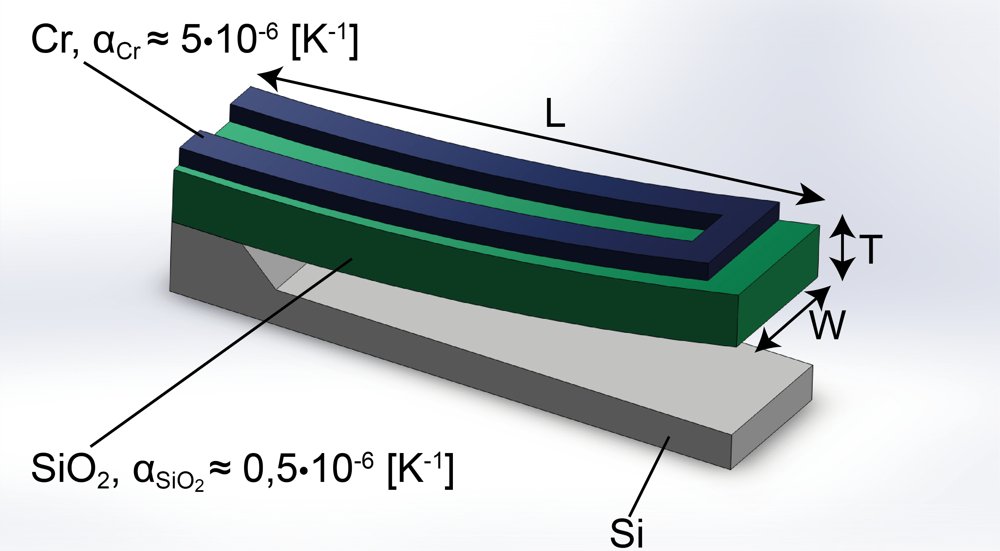 Cr, αCr ≈ 5•10-6 [K-1]
L
T
W
SiO2, αSiO2 ≈ 0,5•10-6 [K-1]
Si